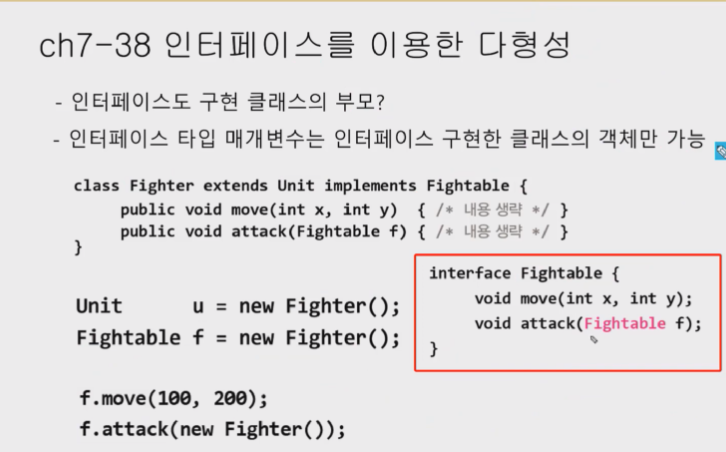 ch7-38 인터페이스를 이용한 다형성
- 인터페이스도 구현 클래스의 부모?
- 인터페이스 타입 매개변수는 인터페이스 구현한 클래스의 객체만 가능
class Fighter extends Unit implements Fightable {
public void move(int x, int y) { /* 내용 생략 */ }
public void attack(Fightable f) { /* 내용 생략 */ }
}
Unit u = new Fighter();
Fightable f = new Fighter();
f.move(100, 200);
f.attack(new Fighter());
interface Fightable {
void move(int x, int y);
void attack(Fightable f);
}